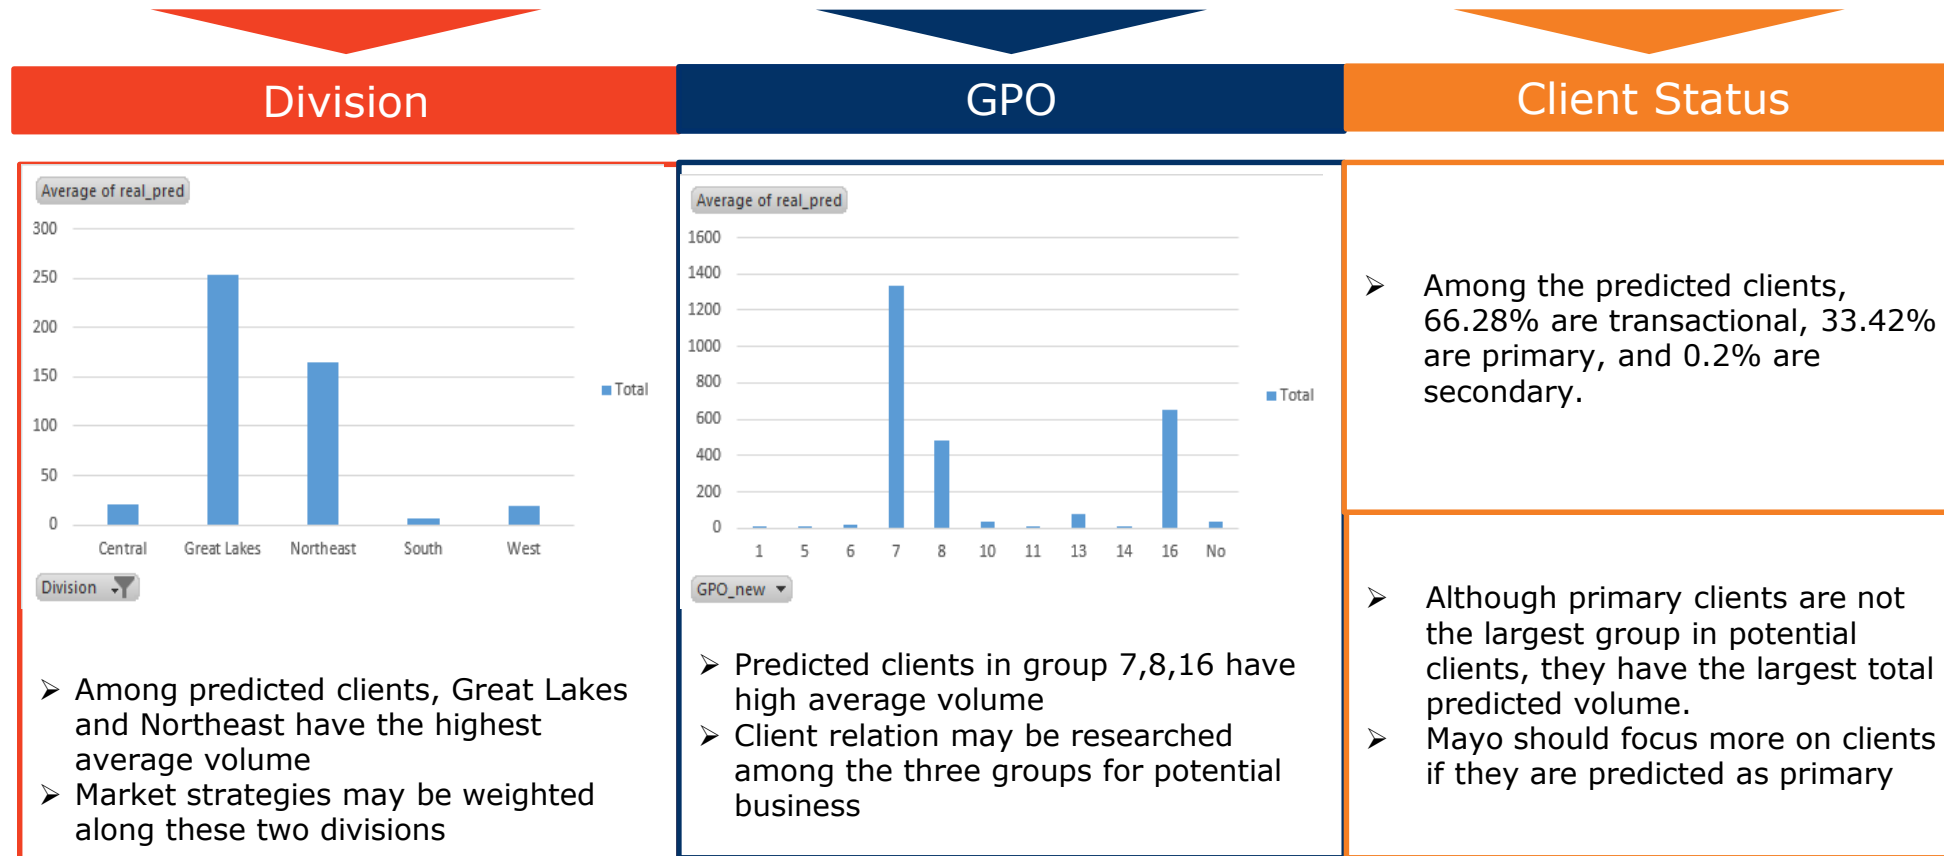 Division
GPO
Client Status
Average of real_pred
300
250
200
150
100
50
0
Central Great Lakes Northeast South West
Total
Division
➢ Among predicted clients, Great Lakes
and Northeast have the highest
average volume
➢ Market strategies may be weighted
along these two divisions
Average of real_pred
1600
1400
1200
1000
800
600
400
200
0
1 5 6 7 8 10 11 13 14 16 No
Total
GPO_new
➢ Predicted clients in group 7,8,16 have
high average volume
➢ Client relation may be researched
among the three groups for potential
business
➢ Among the predicted clients,
66.28% are transactional, 33.42%
are primary, and 0.2% are
secondary.
➢ Although primary clients are not
the largest group in potential
clients, they have the largest total
predicted volume.
➢ Mayo should focus more on clients
if they are predicted as primary